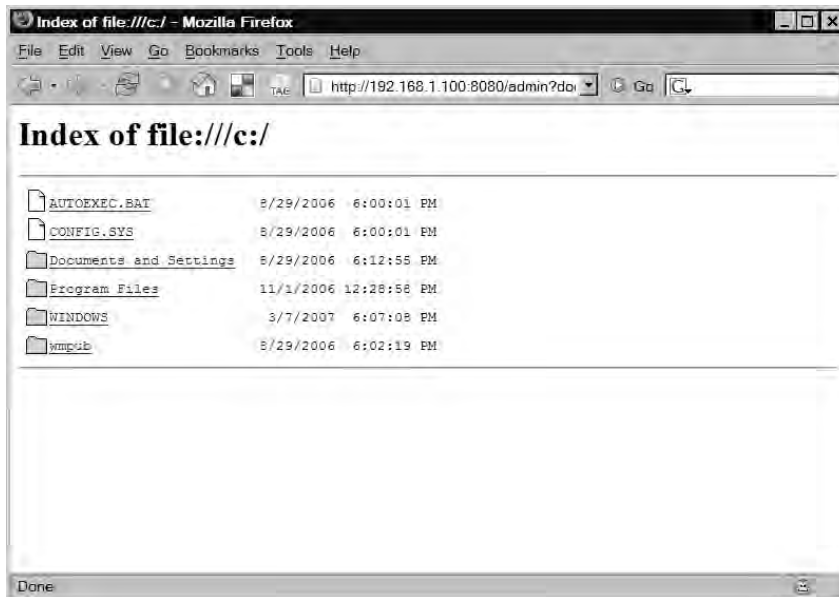 Index of file:///c:/ - Mozilla Firefox
File Edit View Go Bookmarks Tools Help
TAG http://192.168.1.100:8080/admin?do Go G
Index of file:///c:/
AUTOEXEC.BAT 8/29/2006 6:00:01 PM
CONFIG.SYS 8/29/2006 6:00:01 PM
Documents and Settings 8/29/2006 6:12:55 PM
Program Files 11/1/2006 12:28:58 PM
WINDOWS 3/7/2007 6:07:08 PM
wmpub 8/29/2006 6:02:19 PM
Done